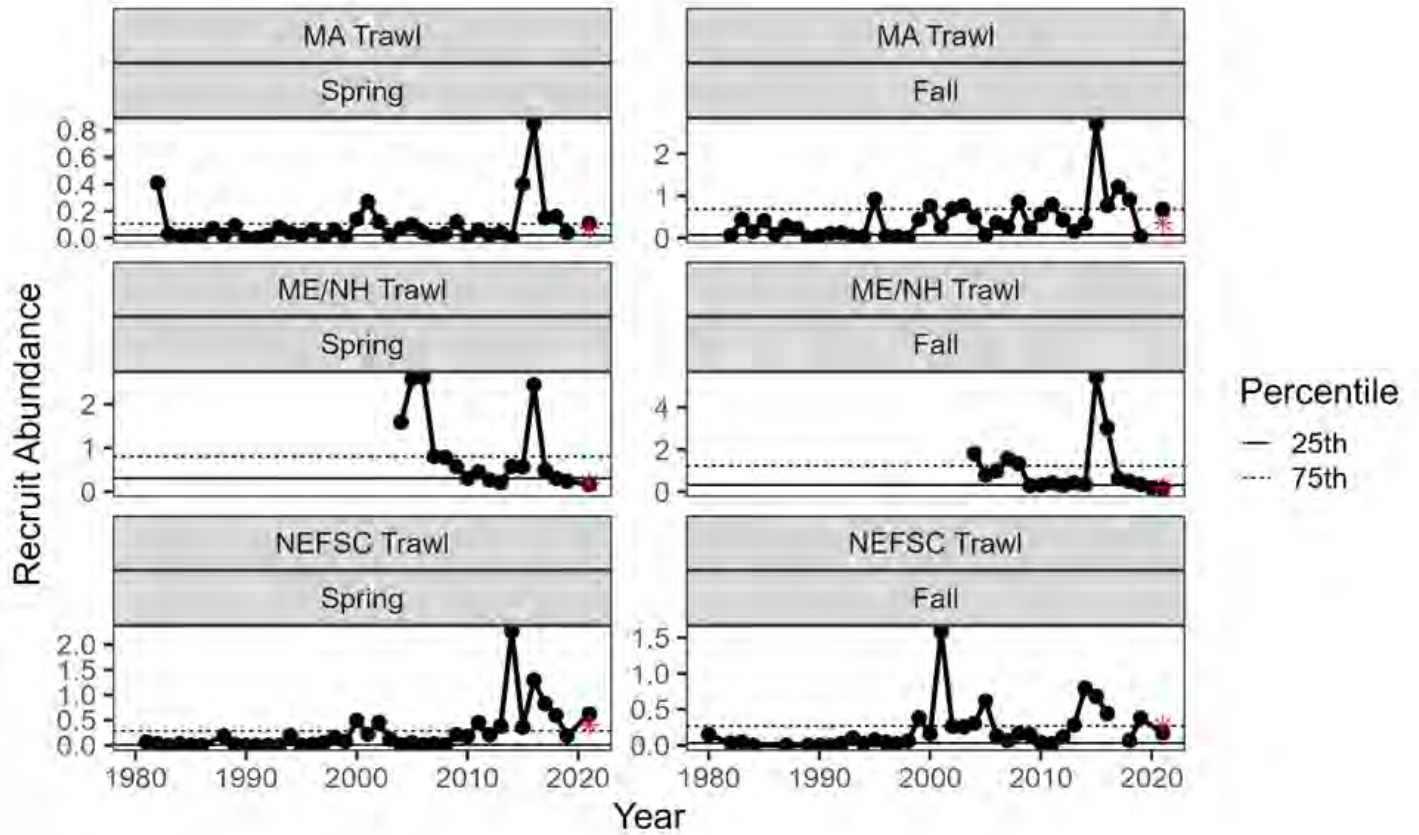 MA Trawl
Spring
0.8
0.6
0.4
0.2
0.0
MA Trawl
Fall
2
1
0
ME/NH Trawl
Spring
2
1
0
ME/NH Trawl
Fall
4
2
0
NEFSC Trawl
Spring
2.0
1.5
1.0
0.5
0.0
NEFSC Trawl
Fall
1.5
1.0
0.5
0.0
1980 1990 2000 2010 2020
1980 1990 2000 2010 2020
Year
Recruit Abundance
Percentile
25th
75th